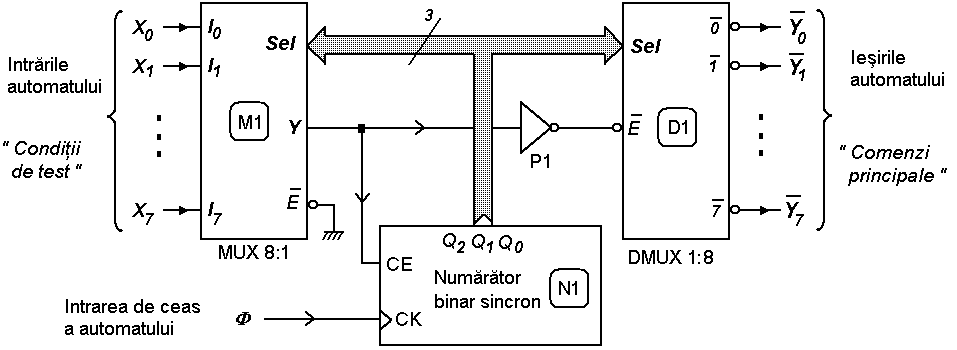 Intrările
automatului
" Condiții
de test "
X0
X1
X7
I0
I1
I7
Sel
M1
Y
E
MUX 8:1
3
P1
Sel
E
D1
0
1
7
DMUX 1:8
Y0
Y1
Y7
Ieşirile
automatului
" Comenzi
principale "
Q2 Q1 Q0
CE
Numărător
binar sincron
N1
CK
Intrarea de ceas
a automatului
Φ